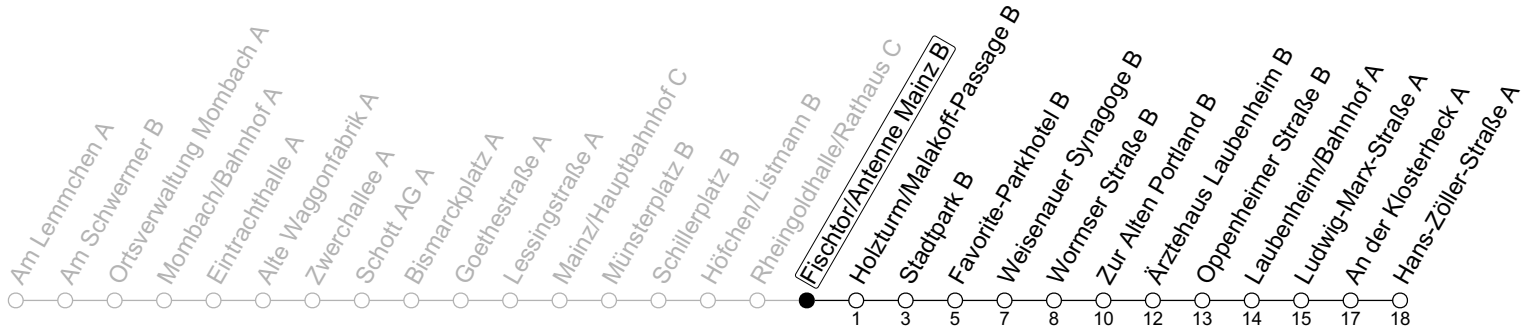 Am Lemmchen A
Am Schwermer B
Ortsverwaltung Mombach A
Mombach/Bahnhof A
Eintrachthalle A
Alte Waggonfabrik A
Zwerchallee A
Schott AG A
Bismarckplatz A
Goethestraße A
Lessingstraße A
Mainz/Hauptbahnhof C
Münsterplatz B
Schillerplatz B
Höfchen/Listmann B
Rheingoldhalle/Rathaus C
Fischtor/Antenne Mainz B
Holzturm/Malakoff-Passage B
Stadtpark B
Favorite-Parkhotel B
Weisenauer Synagoge B
Wormser Straße B
Zur Alten Portland B
Ärztehaus Laubenheim B
Oppenheimer Straße B
Laubenheim/Bahnhof A
Ludwig-Marx-Straße A
An der Klosterheck A
Hans-Zöller-Straße A
1 3 5 7 8 10 12 13 14 15 17 18